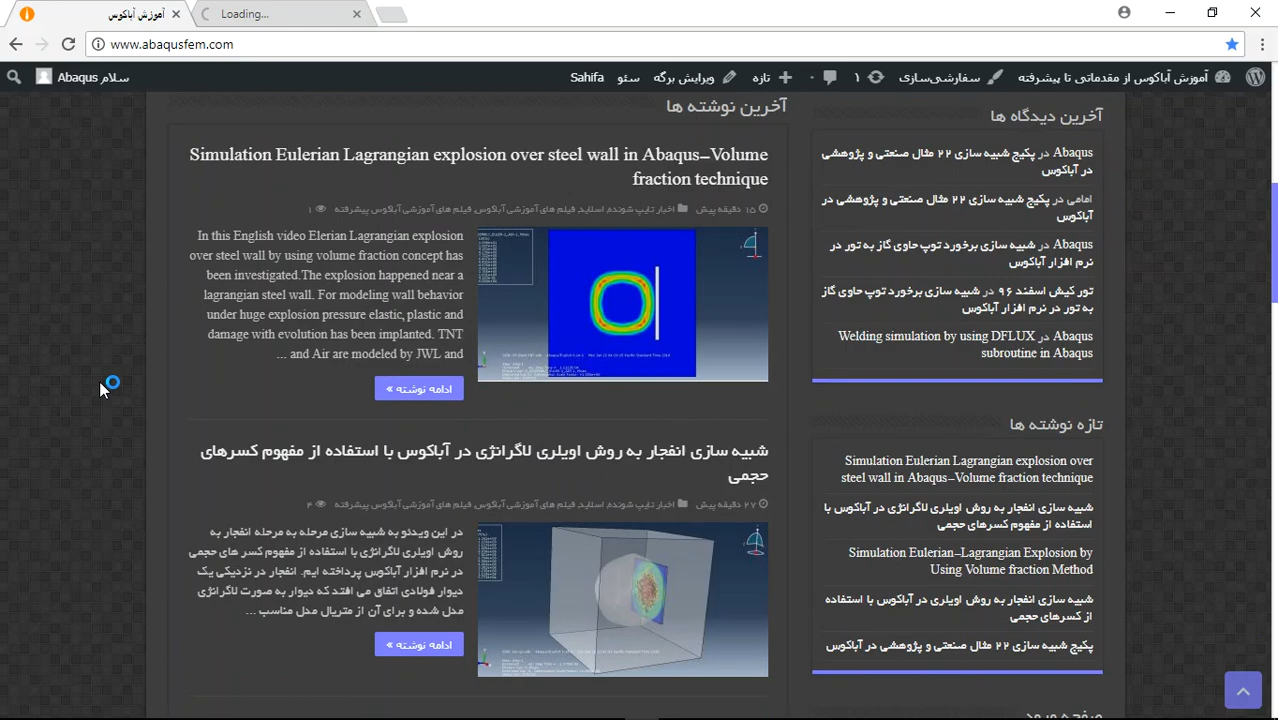 آموزش آباکوس
Loading...
www.abaqusfem.com
آموزش آباکوس از مقدماتی تا پیشرفته
سفارشی‌سازی
۱
۰
تازه
ویرایش برگه
سئو
Sahifa
سلام Abaqus
آخرین نوشته ها
Simulation Eulerian Lagrangian explosion over steel wall in Abaqus–Volume
fraction technique
۱۵ دقیقه پیش
اخبار تایپ شونده, اسلاید, فیلم های آموزشی آباکوس, فیلم های آموزشی آباکوس پیشرفته
۱
In this English video Elerian Lagrangian explosion
over steel wall by using volume fraction concept has
been investigated.The explosion happened near a
lagrangian steel wall. For modeling wall behavior
under huge explosion pressure elastic, plastic and
damage with evolution has been implanted. TNT
and Air are modeled by JWL and ...
ادامه نوشته »
شبیه سازی انفجار به روش اویلری لاگرانژی در آباکوس با استفاده از مفهوم کسرهای
حجمی
۲۷ دقیقه پیش
اخبار تایپ شونده, اسلاید, فیلم های آموزشی آباکوس, فیلم های آموزشی آباکوس پیشرفته
۴
در این ویدئو به شبیه سازی مرحله به مرحله انفجار به
روش اویلری لاگرانژی با استفاده از مفهوم کسر های حجمی
در نرم افزار آباکوس پرداخته ایم. انفجار در نزدیکی یک
دیوار فولادی اتفاق می افتد که دیوار به صورت لاگرانژی
مدل شده و برای آن از متریال مدل مناسب ...
ادامه نوشته »
آخرین دیدگاه ها
Abaqus در پکیج شبیه سازی ۲۲ مثال صنعتی و پژوهشی
در آباکوس
امامی در پکیج شبیه سازی ۲۲ مثال صنعتی و پژوهشی در
آباکوس
Abaqus در شبیه سازی برخورد توپ حاوی گاز به تور در
نرم افزار آباکوس
تور کیش اسفند ۹۶ در شبیه سازی برخورد توپ حاوی گاز
به تور در نرم افزار آباکوس
Abaqus در Welding simulation by using DFLUX
subroutine in Abaqus
تازه نوشته ها
Simulation Eulerian Lagrangian explosion over
steel wall in Abaqus–Volume fraction technique
شبیه سازی انفجار به روش اویلری لاگرانژی در آباکوس با
استفاده از مفهوم کسرهای حجمی
Simulation Eulerian–Lagrangian Explosion by
Using Volume fraction Method
شبیه سازی انفجار به روش اویلری لاگرانژی با استفاده
از کسرهای حجمی
پکیج شبیه سازی ۲۲ مثال صنعتی و پژوهشی در آباکوس